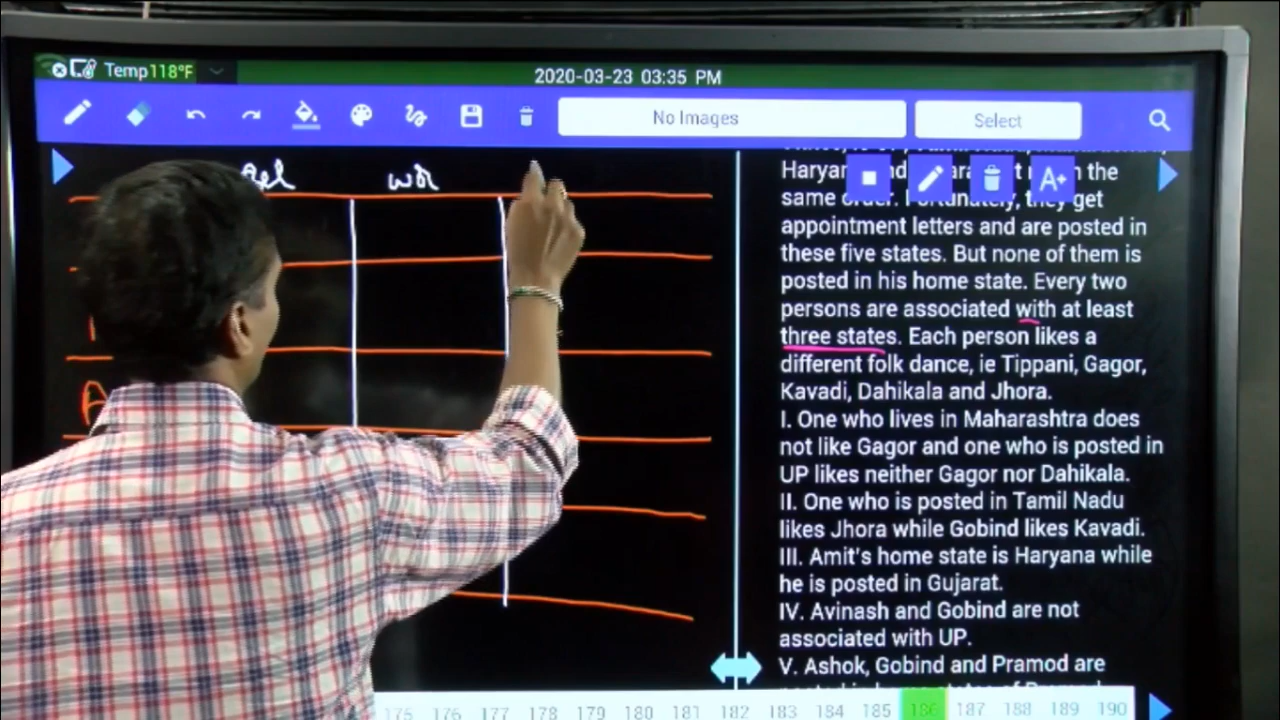 Temp118°F
2020-03-23 03:35 PM
No Images
Select
A+
Haryan
the
same order. Fortunately, they get
appointment letters and are posted in
these five states. But none of them is
posted in his home state. Every two
persons are associated with at least
three states. Each person likes a
different folk dance, ie Tippani, Gagor,
Kavadi, Dahikala and Jhora.
I. One who lives in Maharashtra does
not like Gagor and one who is posted in
UP likes neither Gagor nor Dahikala.
II. One who is posted in Tamil Nadu
likes Jhora while Gobind likes Kavadi.
III. Amit's home state is Haryana while
he is posted in Gujarat.
IV. Avinash and Gobind are not
associated with UP.
V. Ashok, Gobind and Pramod are
175 176 177 178 179 180 181 182 183 184 185 186 187 188 189 190